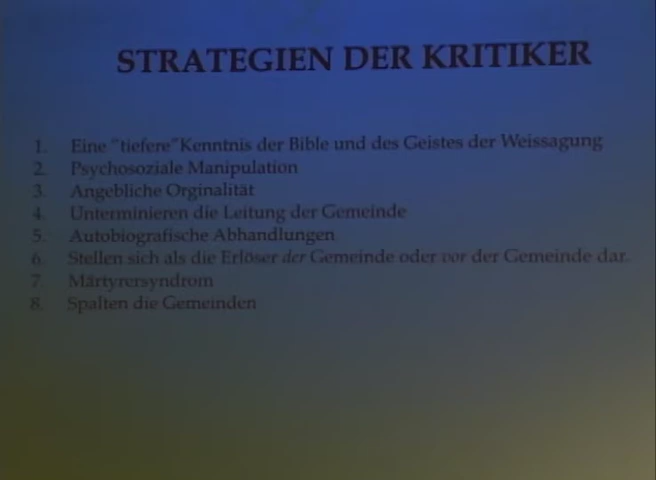 STRATEGIEN DER KRITIKER
1. Eine "tiefere" Kenntnis der Bible und des Geistes der Weissagung
2. Psychosoziale Manipulation
3. Angebliche Orginalität
4. Unterminieren die Leitung der Gemeinde
5. Autobiografische Abhandlungen
6. Stellen sich als die Erlöser der Gemeinde oder vor der Gemeinde dar.
7. Märtyrersyndrom
8. Spalten die Gemeinden